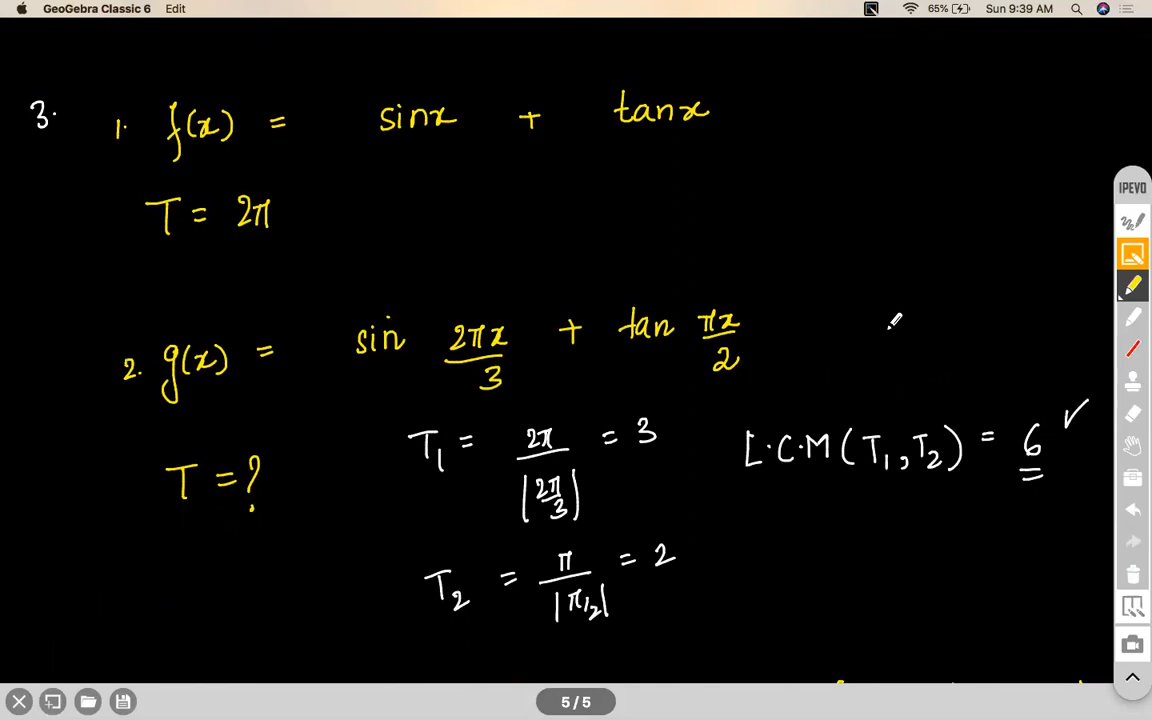 GeoGebra Classic 6 Edit 65% Sun 9:39 AM
3. 1. f(x) = sinx + tanx
T = 2π
IPEVO
2. g(x) = sin 2πx/3 + tan πx/2
T = ?
T₁ = 2π/|2π/3| = 3 L.C.M(T₁,T₂) = 6 ✓
T₂ = π/|π/2| = 2
5 / 5